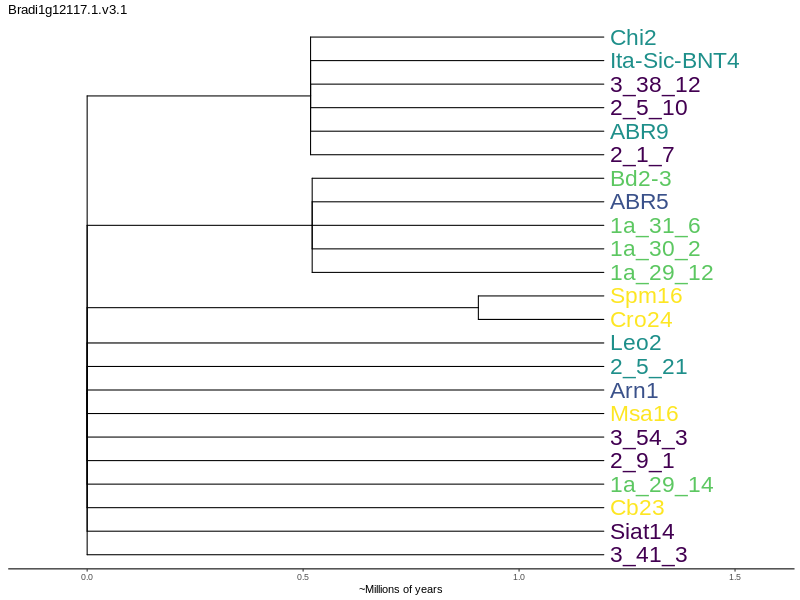 Bradi1g12117.1.v3.1
Chi2
Ita-Sic-BNT4
3_38_12
2_5_10
ABR9
2_1_7
Bd2-3
ABR5
1a_31_6
1a_30_2
1a_29_12
Spm16
Cro24
Leo2
2_5_21
Arn1
Msa16
3_54_3
2_9_1
1a_29_14
Cb23
Siat14
3_41_3
0.0 0.5 1.0 1.5
~Millions of years